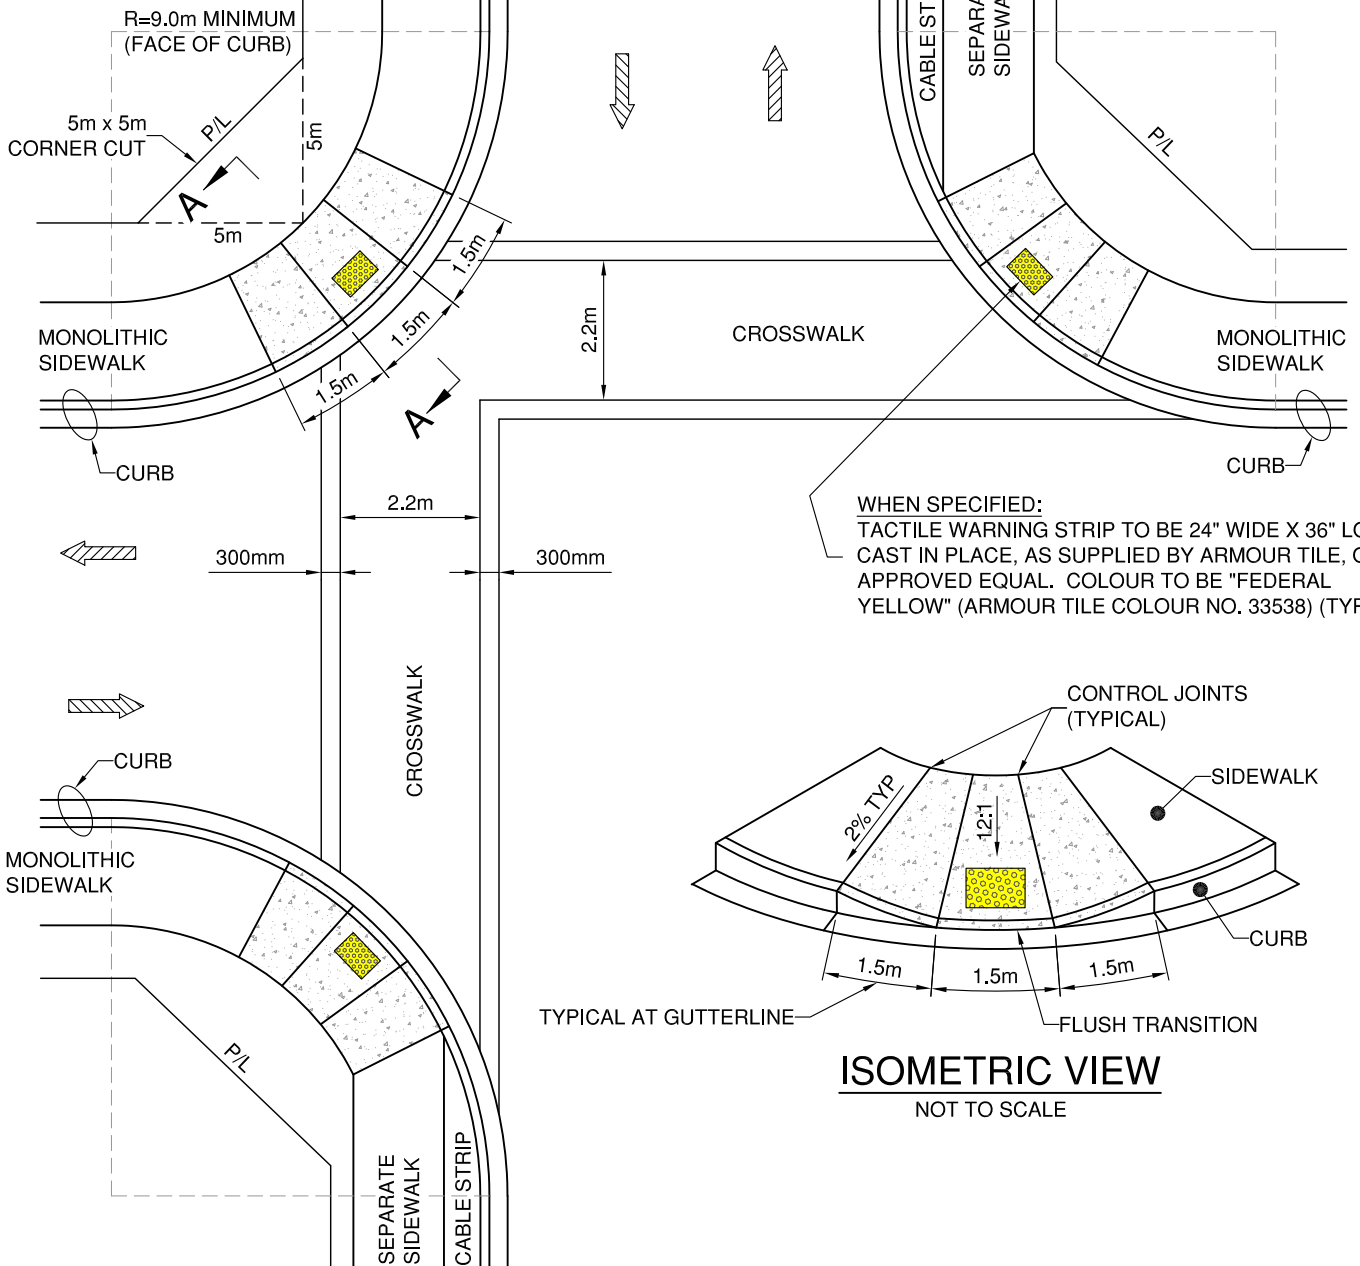 R=9.0m MINIMUM
(FACE OF CURB)
CABLE
SIDEWA
5m x 5m
CORNER CUT
P/L
5m
P/L
A
5m
1.5m
1.5m
1.5m
A
2.2m
CROSSWALK
MONOLITHIC
SIDEWALK
MONOLITHIC
SIDEWALK
CURB
CURB
2.2m
300mm
300mm
WHEN SPECIFIED:
TACTILE WARNING STRIP TO BE 24" WIDE X 36"
CAST IN PLACE, AS SUPPLIED BY ARMOUR TILE,
APPROVED EQUAL. COLOUR TO BE "FEDERAL
YELLOW" (ARMOUR TILE COLOUR NO. 33538)
CROSSWALK
CURB
MONOLITHIC
SIDEWALK
P/L
SEPARATE
SIDEWALK
CABLE STRIP
CONTROL JOINTS
(TYPICAL)
SIDEWALK
2% TYP
12:1
CURB
1.5m
1.5m
1.5m
TYPICAL AT GUTTERLINE
FLUSH TRANSITION
ISOMETRIC VIEW
NOT TO SCALE